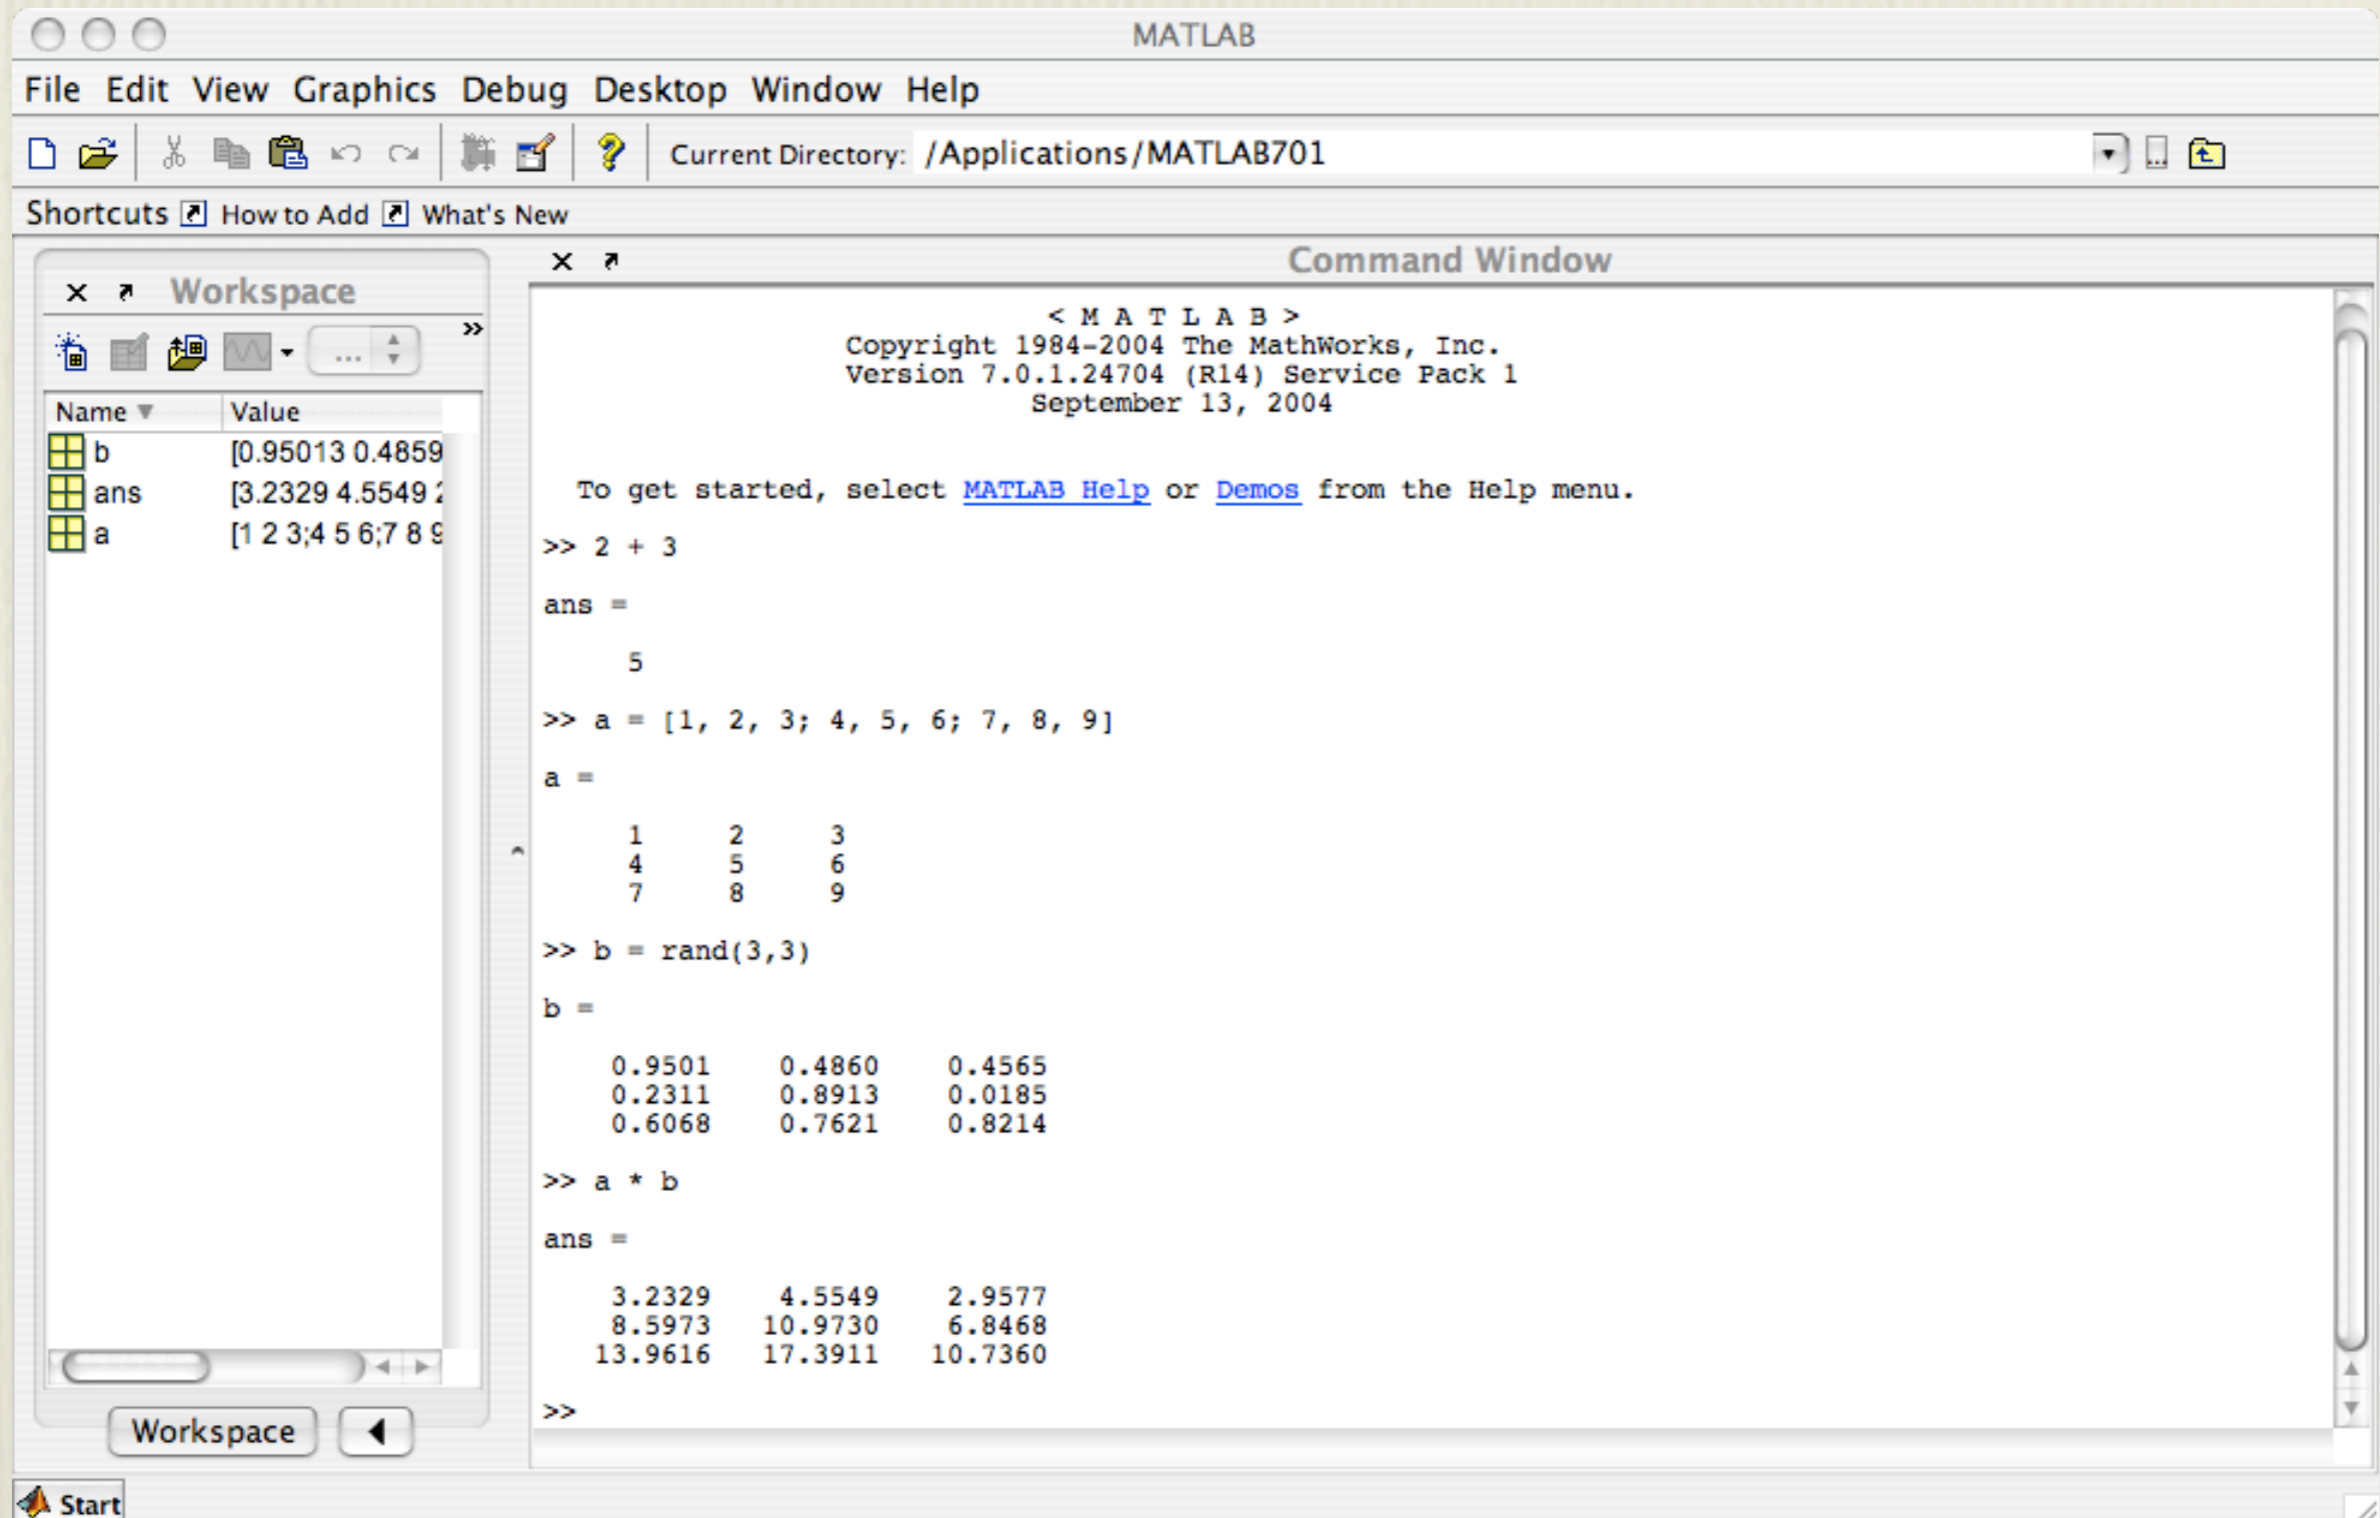 MATLAB
File Edit View Graphics Debug Desktop Window Help
Current Directory: /Applications/MATLAB701
Shortcuts How to Add What's New
Workspace
...
Name Value
b [0.95013 0.4859
ans [3.2329 4.5549 2
a [1 2 3;4 5 6;7 8 9
Workspace
Command Window
< M A T L A B >
Copyright 1984-2004 The MathWorks, Inc.
Version 7.0.1.24704 (R14) Service Pack 1
September 13, 2004
To get started, select MATLAB Help or Demos from the Help menu.
>> 2 + 3
ans =
5
>> a = [1, 2, 3; 4, 5, 6; 7, 8, 9]
a =
1 2 3
4 5 6
7 8 9
>> b = rand(3,3)
b =
0.9501 0.4860 0.4565
0.2311 0.8913 0.0185
0.6068 0.7621 0.8214
>> a * b
ans =
3.2329 4.5549 2.9577
8.5973 10.9730 6.8468
13.9616 17.3911 10.7360
>>
Start